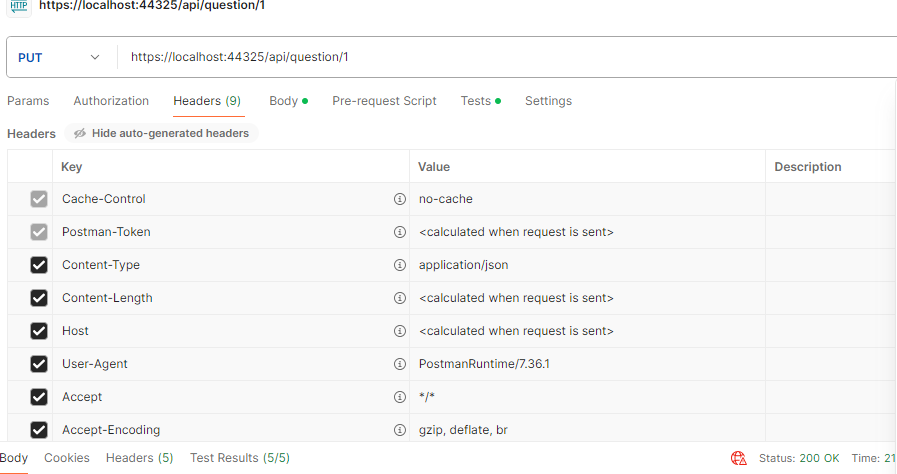 HTTP https://localhost:44325/api/question/1
PUT https://localhost:44325/api/question/1
Params Authorization Headers (9) Body Pre-request Script Tests Settings
Headers Hide auto-generated headers
Key Value Description
Cache-Control no-cache
Postman-Token <calculated when request is sent>
Content-Type application/json
Content-Length <calculated when request is sent>
Host <calculated when request is sent>
User-Agent PostmanRuntime/7.36.1
Accept */*
Accept-Encoding gzip, deflate, br
Body Cookies Headers (5) Test Results (5/5) Status: 200 OK Time: 21